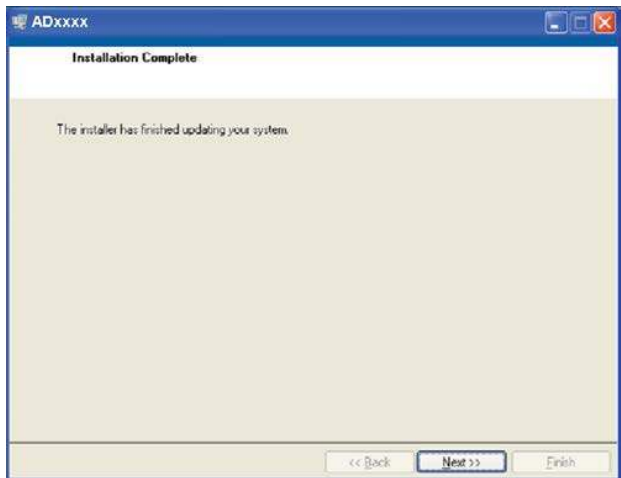 ADxxxx
Installation Complete
The installer has finished updating your system.
<< Back
Next >>
Finish